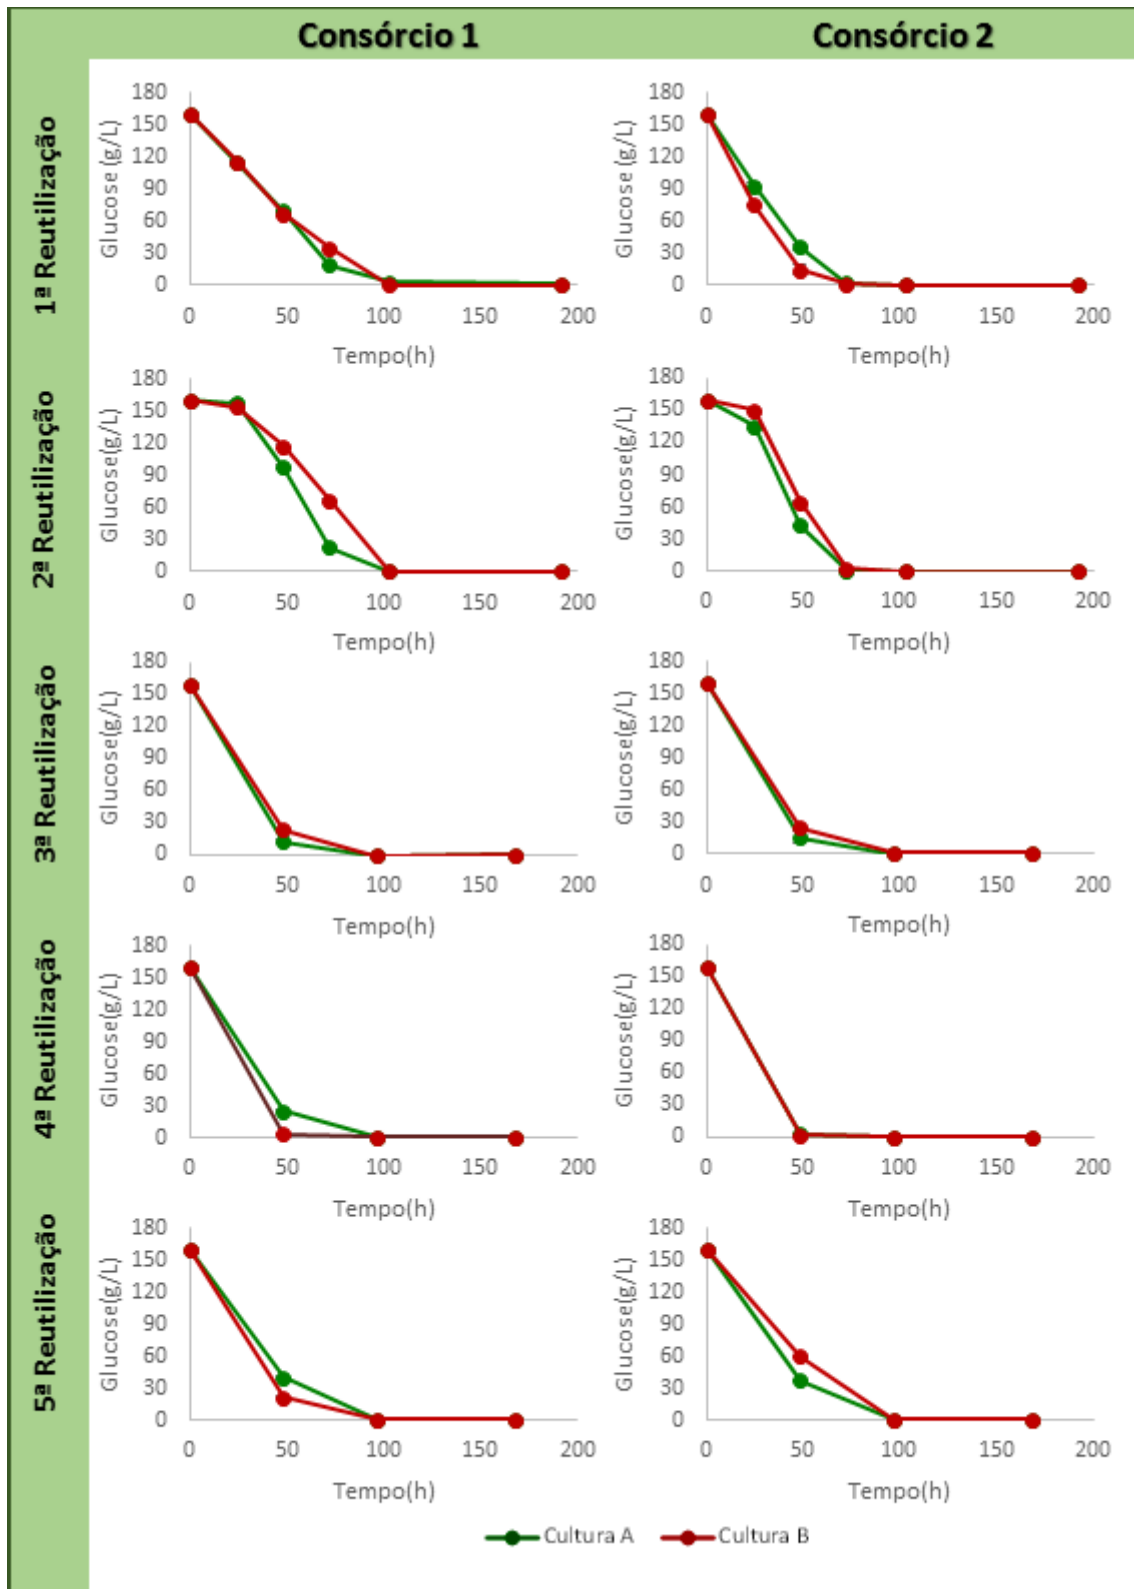 Consórcio 1
Consórcio 2
1ª Reutilização
Glucose (g/L)
180
150
120
90
60
30
0
0 50 100 150 200
Tempo(h)
Glucose (g/L)
180
150
120
90
60
30
0
0 50 100 150 200
Tempo(h)
2ª Reutilização
Glucose(g/L)
180
150
120
90
60
30
0
0 50 100 150 200
Tempo(h)
Glucose(g/L)
180
150
120
90
60
30
0
0 50 100 150 200
Tempo(h)
3ª Reutilização
Glucose(g/L)
180
150
120
90
60
30
0
0 50 100 150 200
Tempo(h)
Glucose(g/L)
180
150
120
90
60
30
0
0 50 100 150 200
Tempo(h)
4ª Reutilização
Glucose(g/L)
180
150
120
90
60
30
0
0 50 100 150 200
Tempo(h)
Glucose(g/L)
180
150
120
90
60
30
0
0 50 100 150 200
Tempo(h)
5ª Reutilização
Glucose(g/L)
180
150
120
90
60
30
0
0 50 100 150 200
Tempo(h)
Glucose(g/L)
180
150
120
90
60
30
0
0 50 100 150 200
Tempo(h)
Cultura A
Cultura B